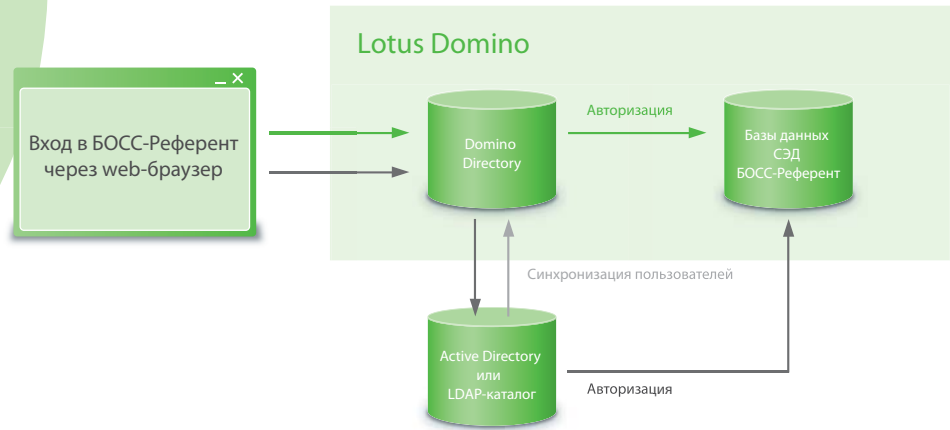 Lotus Domino
Вход в БОСС-Референт
через web-браузер
Domino
Directory
Авторизация
Базы данных
СЭД
БОСС-Референт
Синхронизация пользователей
Active Directory
или
LDAP-каталог
Авторизация